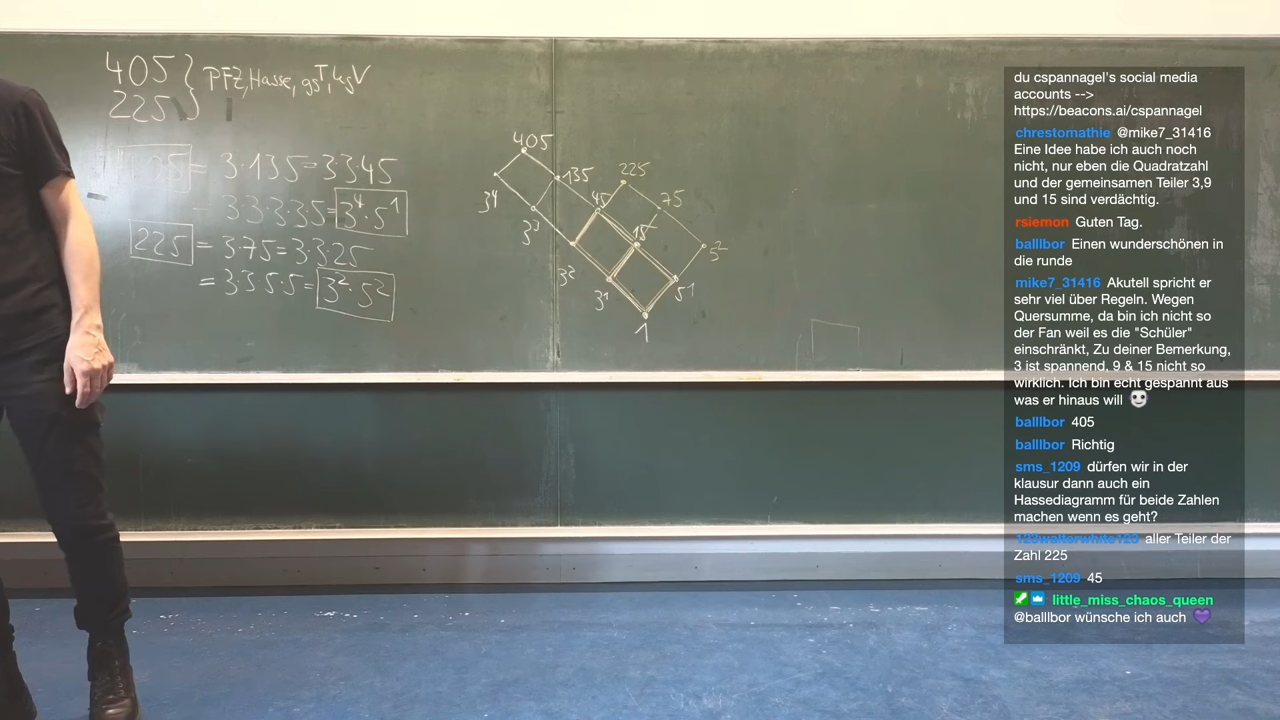 405
225
} PFZ, Hasse, ggT, kgV
405 = 3·135=3·3·45
= 3·3·3·3·5= 3⁴·5¹
225 = 3·75=3·3·25
= 3·3·5·5= 3²·5²
405
135
225
3⁴
45
75
3³
15
5²
3²
3¹
5¹
1
du cspannagel's social media
accounts -->
https://beacons.ai/cspannagel
chrestomathie @mike7_31416
Eine Idee habe ich auch noch
nicht, nur eben die Quadratzahl
und der gemeinsamen Teiler 3,9
und 15 sind verdächtig.
rsiemon Guten Tag.
balllbor Einen wunderschönen in
die runde
mike7_31416 Akutell spricht er
sehr viel über Regeln. Wegen
Quersumme, da bin ich nicht so
der Fan weil es die "Schüler"
einschränkt, Zu deiner Bemerkung,
3 ist spannend, 9 & 15 nicht so
wirklich. Ich bin echt gespannt aus
was er hinaus will
balllbor 405
balllbor Richtig
sms_1209 dürfen wir in der
klausur dann auch ein
Hassediagramm für beide Zahlen
machen wenn es geht?
123walterwhite123 aller Teiler der
Zahl 225
sms_1209 45
little_miss_chaos_queen
@balllbor wünsche ich auch